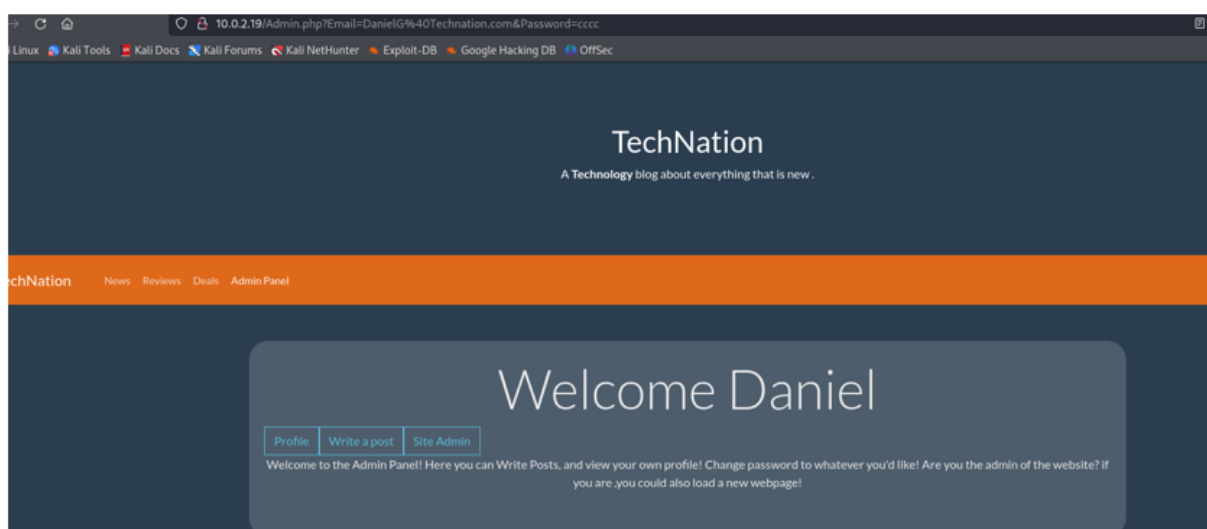 10.0.2.19/Admin.php?Email=DanielG%40Technation.com&Password=cccc
Linux Kali Tools Kali Docs Kali Forums Kali NetHunter Exploit-DB Google Hacking DB OffSec
TechNation
A Technology blog about everything that is new .
echNation News Reviews Deals Admin Panel
Welcome Daniel
Profile Write a post Site Admin
Welcome to the Admin Panel! Here you can Write Posts, and view your own profile! Change password to whatever you'd like! Are you the admin of the website? if
you are ,you could also load a new webpage!